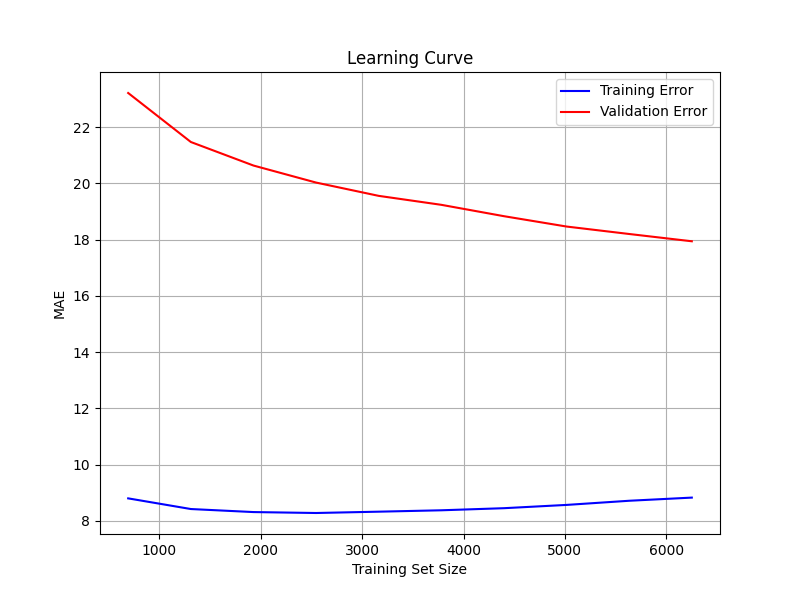 Learning Curve
Training Error
Validation Error
22
20
18
16
14
12
10
8
MAE
1000 2000 3000 4000 5000 6000
Training Set Size